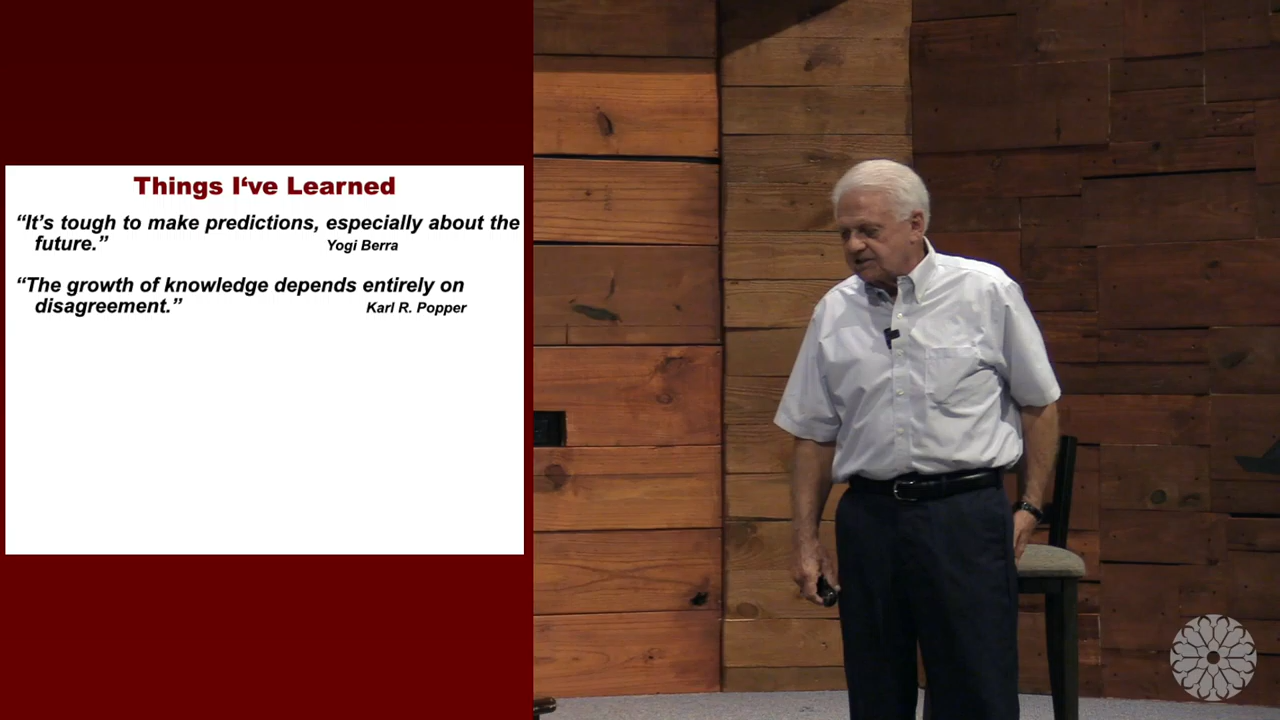 Things I‘ve Learned
“It’s tough to make predictions, especially about the
future.” Yogi Berra
“The growth of knowledge depends entirely on
disagreement.” Karl R. Popper